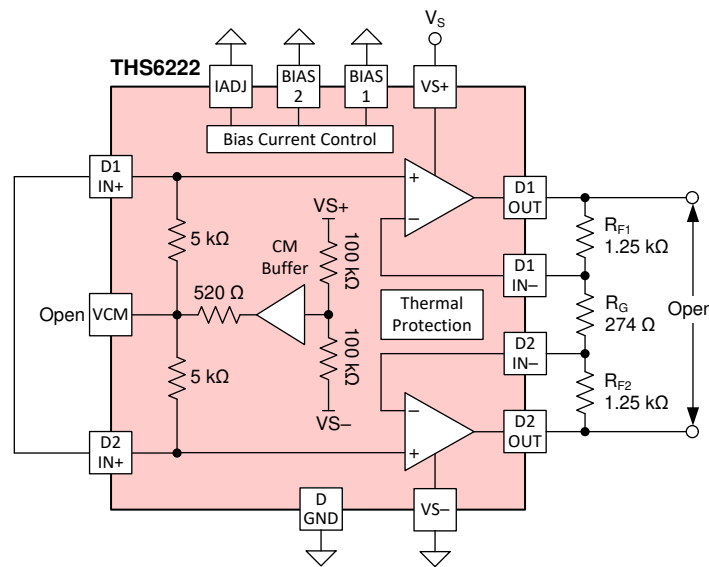 VS
THS6222
IADJ
BIAS
2
BIAS
1
VS+
Bias Current Control
D1
IN+
D1
OUT
+
−
VS+
5 kΩ
CM
Buffer
100 kΩ
RF1
1.25 kΩ
D1
IN−
Open
VCM
520 Ω
Thermal
Protection
RG
274 Ω
Open
100 kΩ
D2
IN−
5 kΩ
VS−
RF2
1.25 kΩ
−
+
D2
IN+
D2
OUT
D
GND
VS−